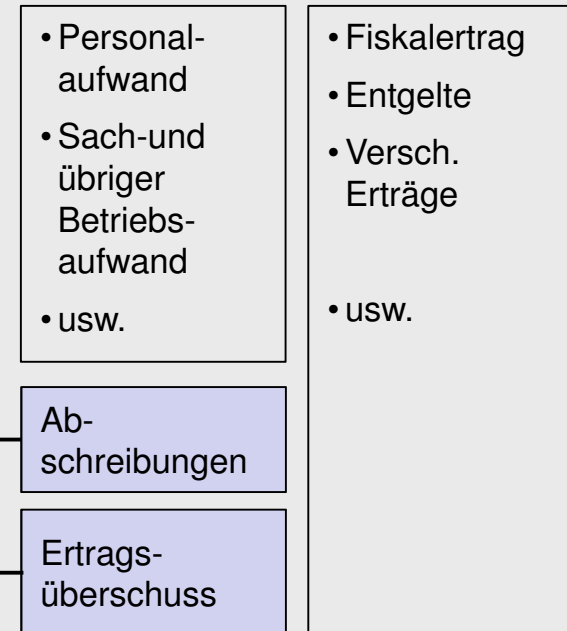 • Personal-
aufwand
• Sach-und
übriger
Betriebs-
aufwand
• usw.
Ab-
schreibungen
Ertrags-
überschuss
• Fiskalertrag
• Entgelte
• Versch.
Erträge
• usw.